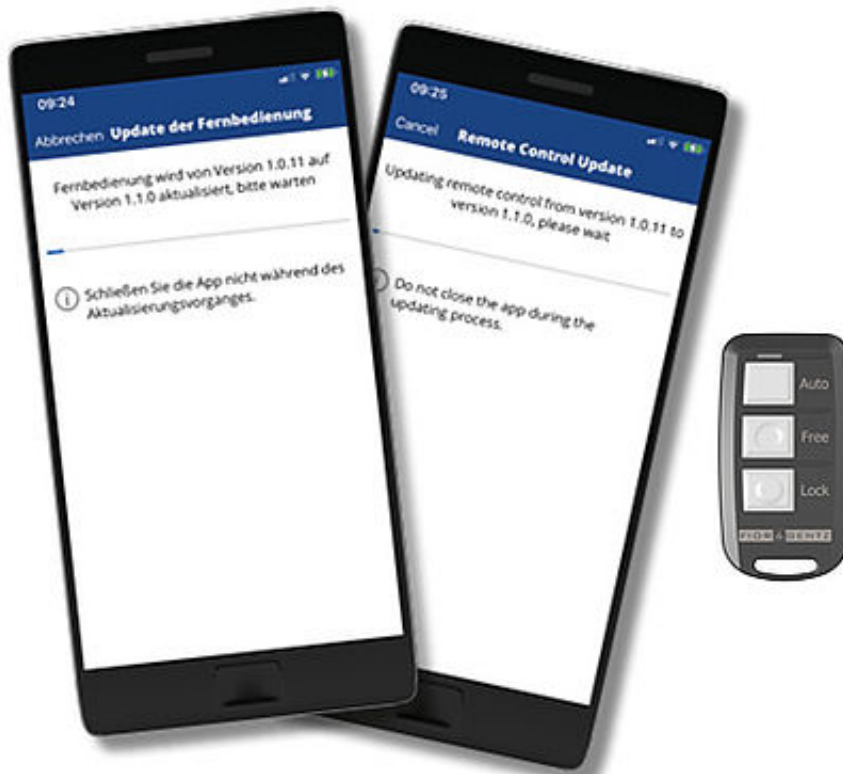 09:24
Abbrechen Update der Fernbedienung
Fernbedienung wird von Version 1.0.11 auf
Version 1.1.0 aktualisiert, bitte warten
Schließen Sie die App nicht während des
Aktualisierungsvorganges.
09:25
Cancel Remote Control Update
Updating remote control from version 1.0.11 to
version 1.1.0, please wait
Do not close the app during the
updating process.
Auto
Free
Lock
FIOR & GENTZ